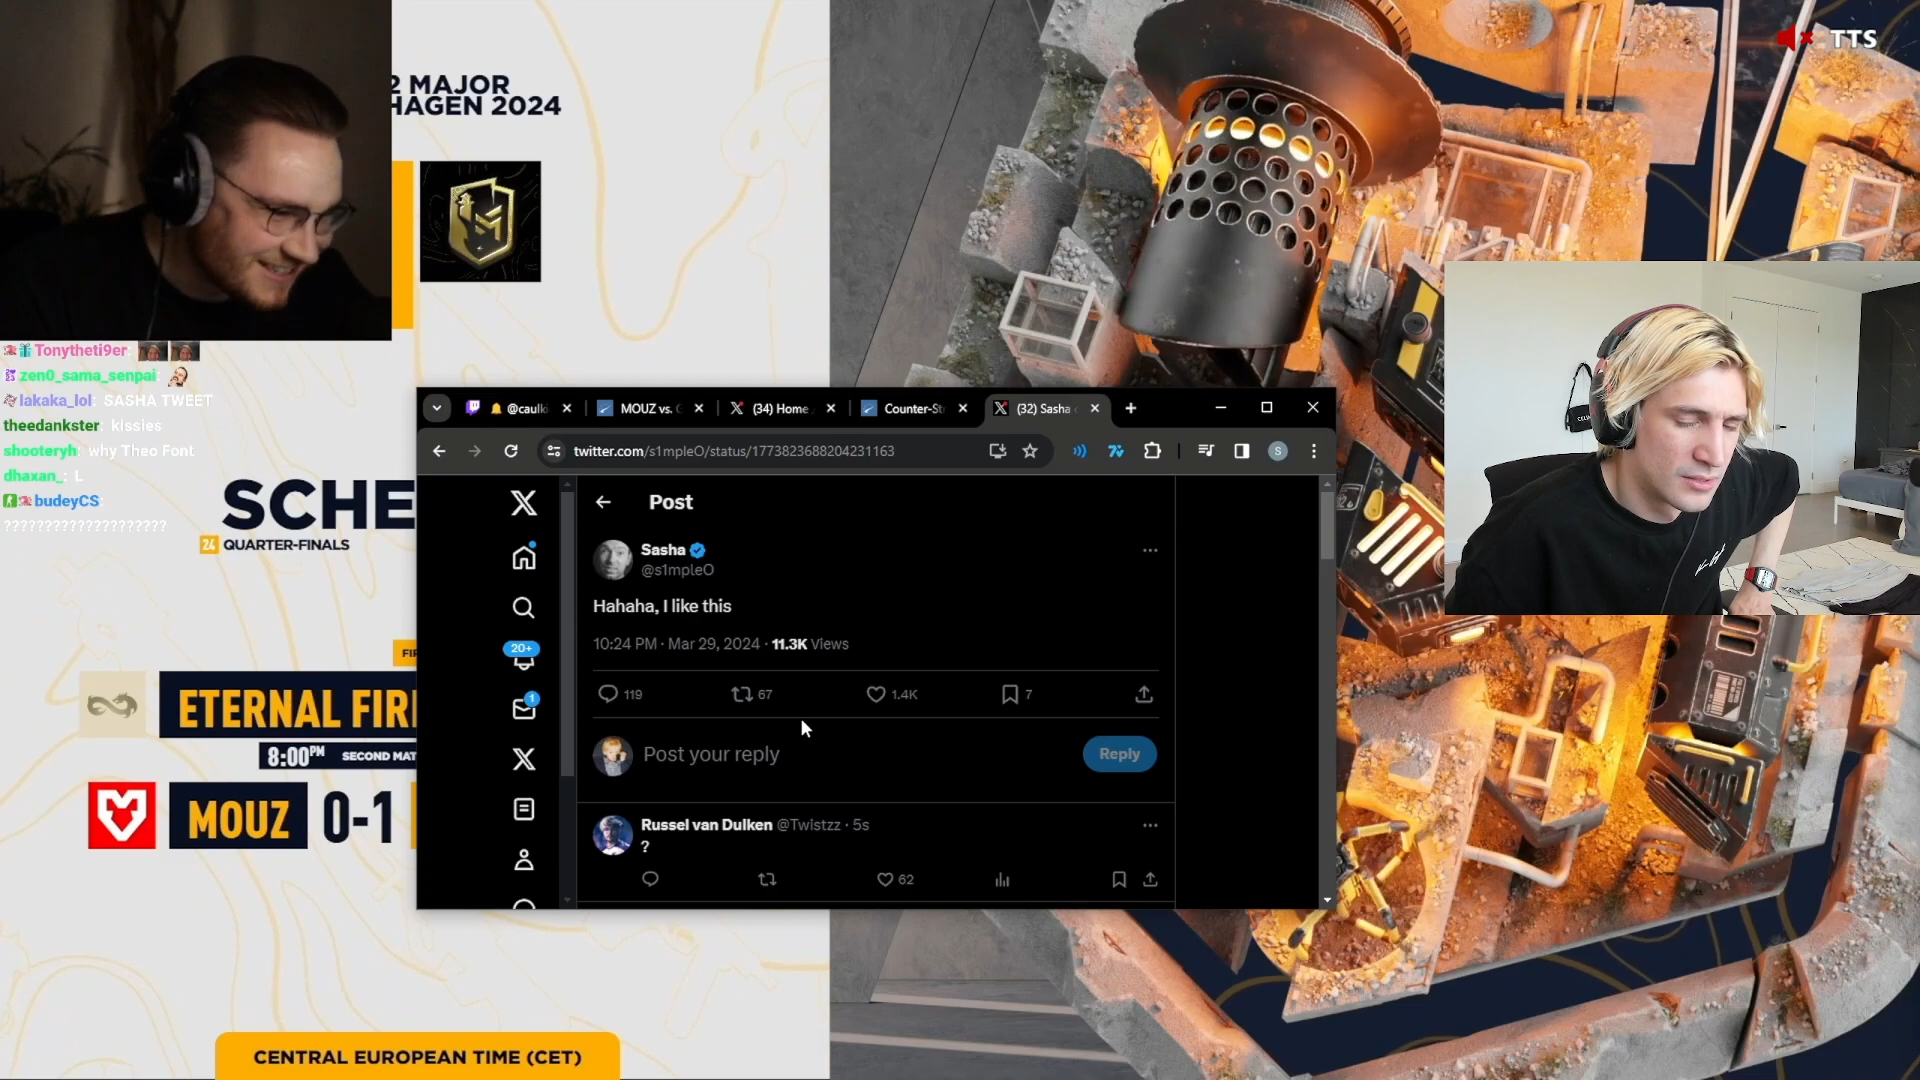 2 MAJOR
HAGEN 2024
TTS
Tonytheti9er:
zen0_sama_senpai:
lakaka_lol: SASHA TWEET
theedankster: kissies
shooteryh: why Theo Font
dhaxan_: L
budeyCS:
????????????????????
SCHE
24 QUARTER-FINALS
FIR
ETERNAL FIR
8:00PM SECOND MAT
MOUZ 0-1
CENTRAL EUROPEAN TIME (CET)
@caulk
MOUZ vs. G
(34) Home
Counter-St
(32) Sasha
twitter.com/s1mpleO/status/1773823688204231163
S
Post
Sasha
@s1mpleO
Hahaha, I like this
10:24 PM · Mar 29, 2024 · 11.3K Views
119 67 1.4K 7
20+
1
Post your reply
Reply
Russel van Dulken @Twistzz · 5s
?
62